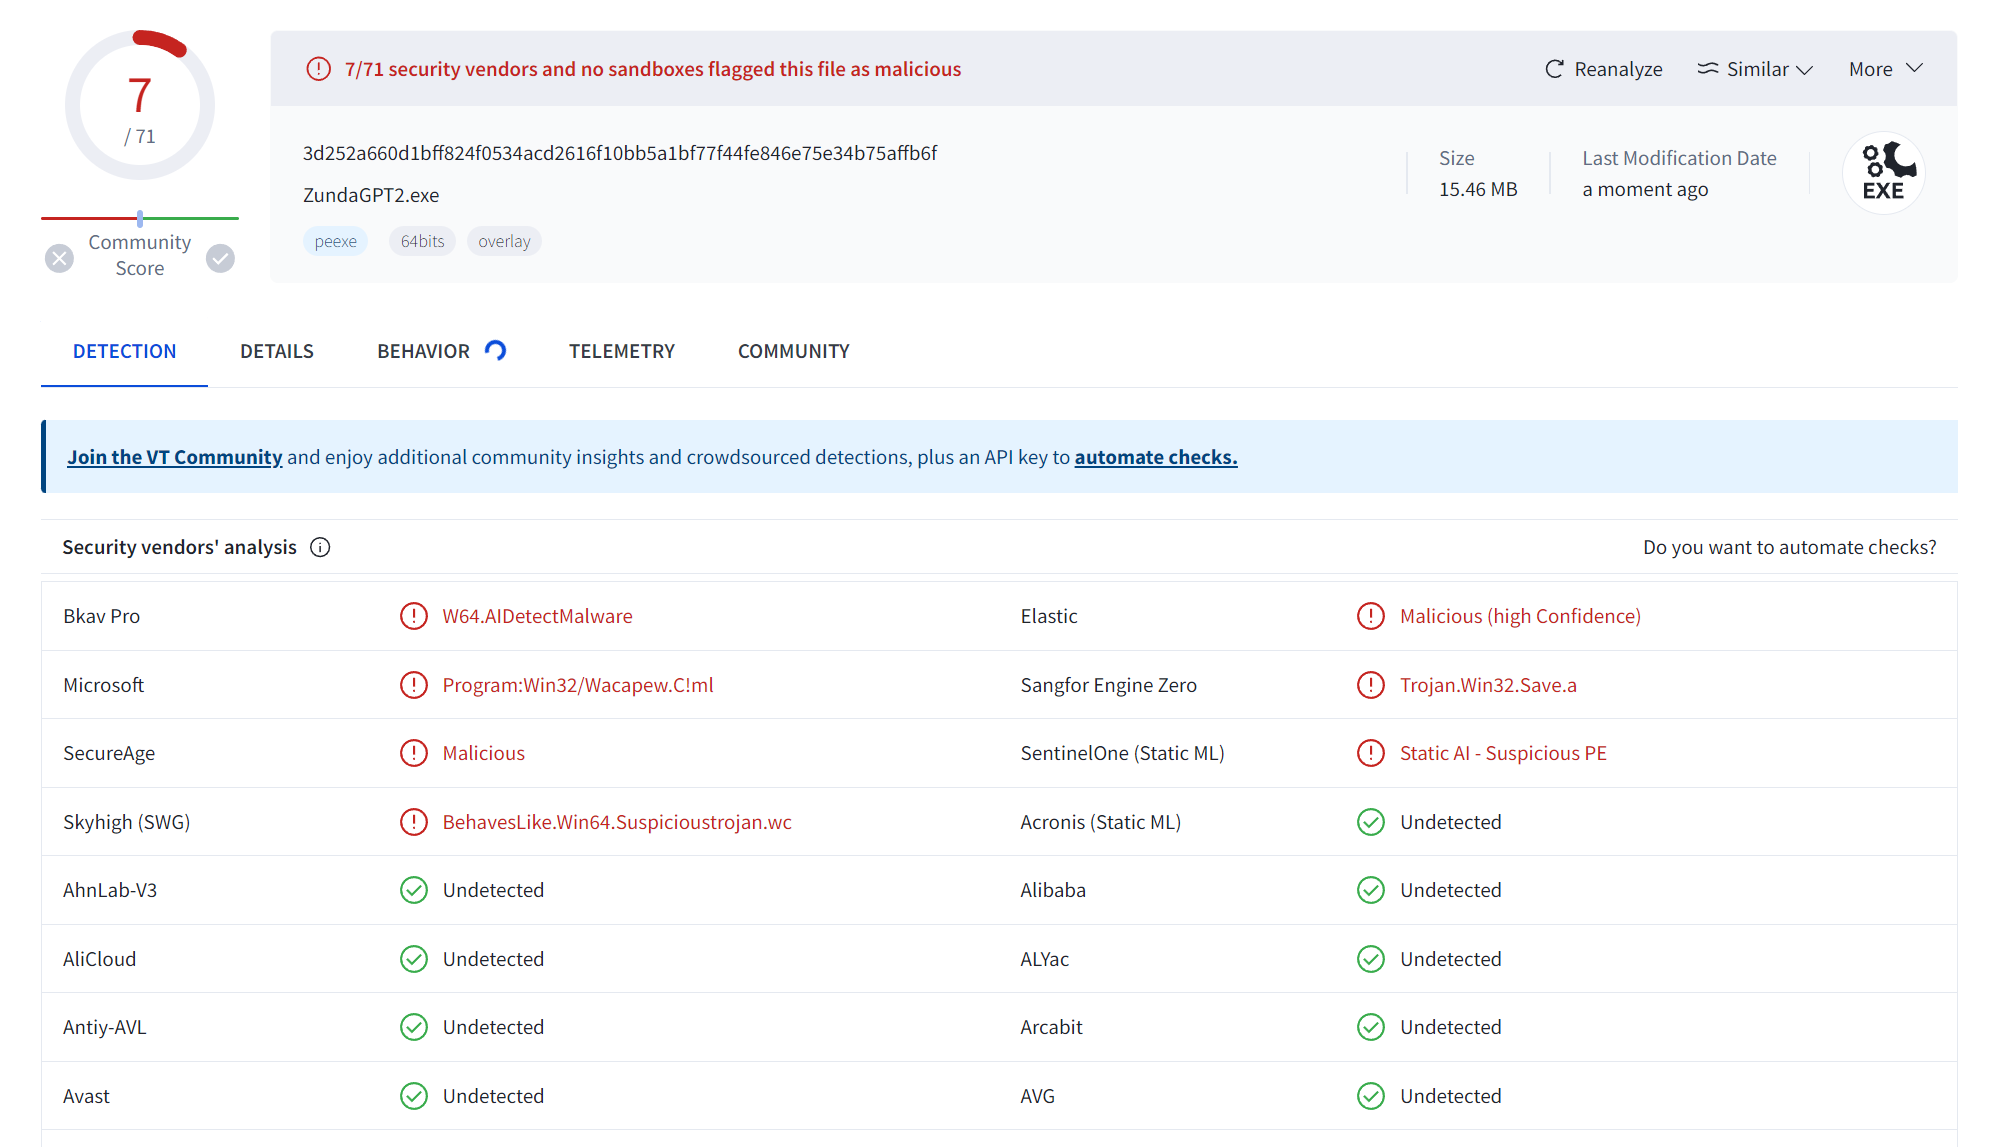 7
/ 71
Community
Score
7/71 security vendors and no sandboxes flagged this file as malicious
Reanalyze
Similar
More
3d252a660d1bff824f0534acd2616f10bb5a1bf77f44fe846e75e34b75affb6f
ZundaGPT2.exe
peexe
64bits
overlay
Size
15.46 MB
Last Modification Date
a moment ago
EXE
DETECTION
DETAILS
BEHAVIOR
TELEMETRY
COMMUNITY
Join the VT Community and enjoy additional community insights and crowdsourced detections, plus an API key to automate checks.
Security vendors' analysis
Do you want to automate checks?
Bkav Pro
W64.AIDetectMalware
Elastic
Malicious (high Confidence)
Microsoft
Program:Win32/Wacapew.C!ml
Sangfor Engine Zero
Trojan.Win32.Save.a
SecureAge
Malicious
SentinelOne (Static ML)
Static AI - Suspicious PE
Skyhigh (SWG)
BehavesLike.Win64.Suspicioustrojan.wc
Acronis (Static ML)
Undetected
AhnLab-V3
Undetected
Alibaba
Undetected
AliCloud
Undetected
ALYac
Undetected
Antiy-AVL
Undetected
Arcabit
Undetected
Avast
Undetected
AVG
Undetected